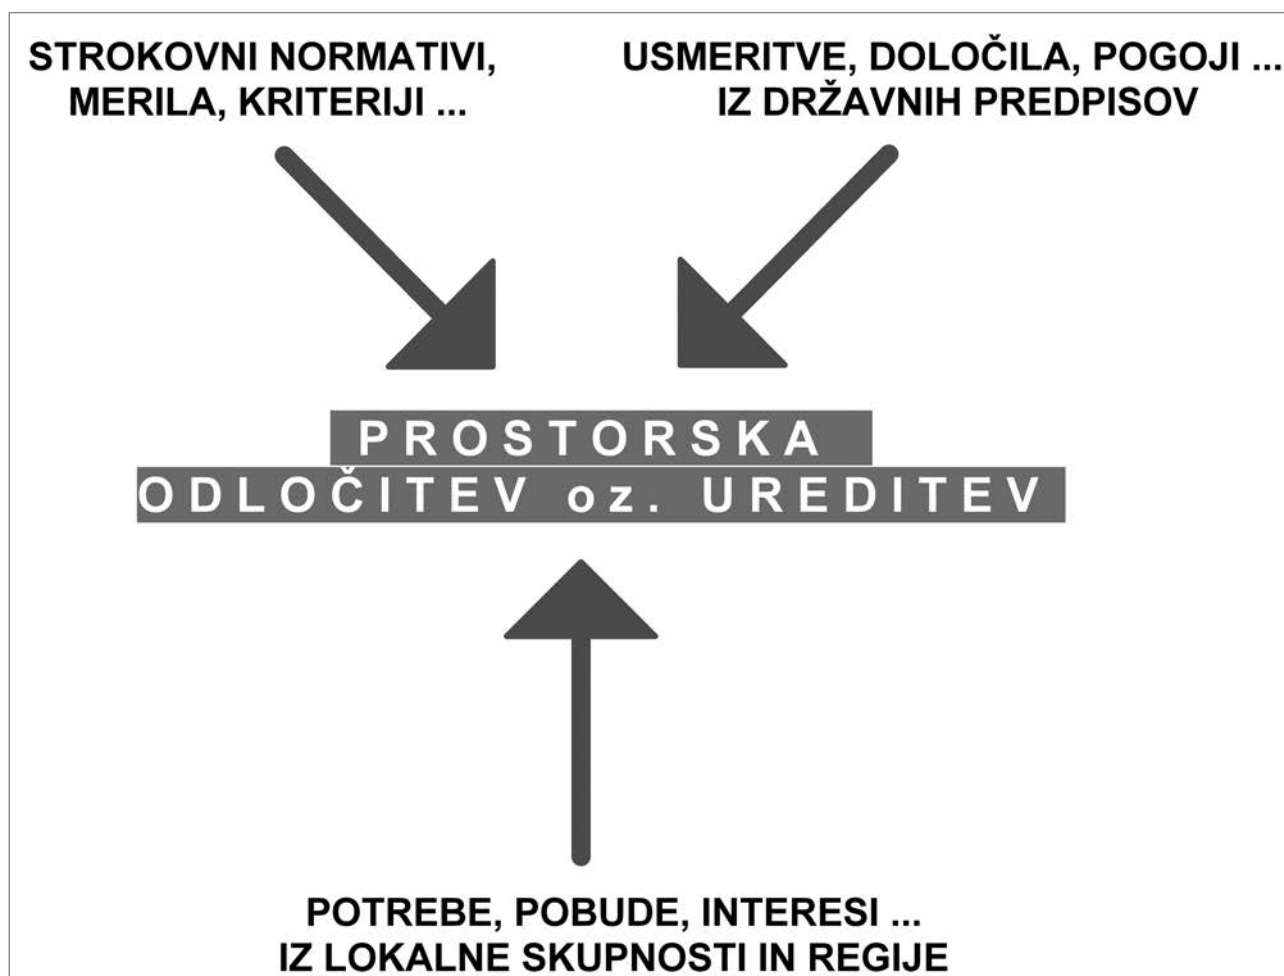 STROKOVNI NORMATIVI,
MERILA, KRITERIJI ...
USMERITVE, DOLOČILA, POGOJI ...
IZ DRŽAVNIH PREDPISOV
PROSTORSKA
ODLOČITEV oz. UREDITEV
POTREBE, POBUDE, INTERESI ...
IZ LOKALNE SKUPNOSTI IN REGIJE